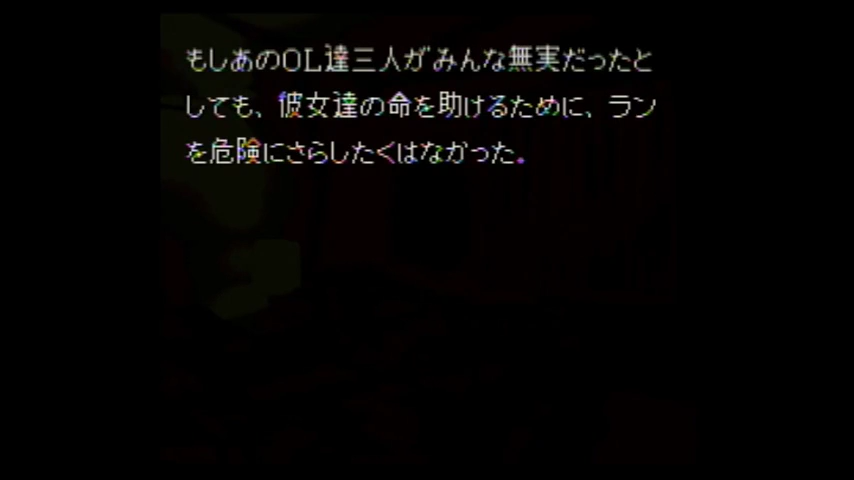 もしあのOL達三人がみんな無実だったと
しても、彼女達の命を助けるために、ラン
を危険にさらしたくはなかった。